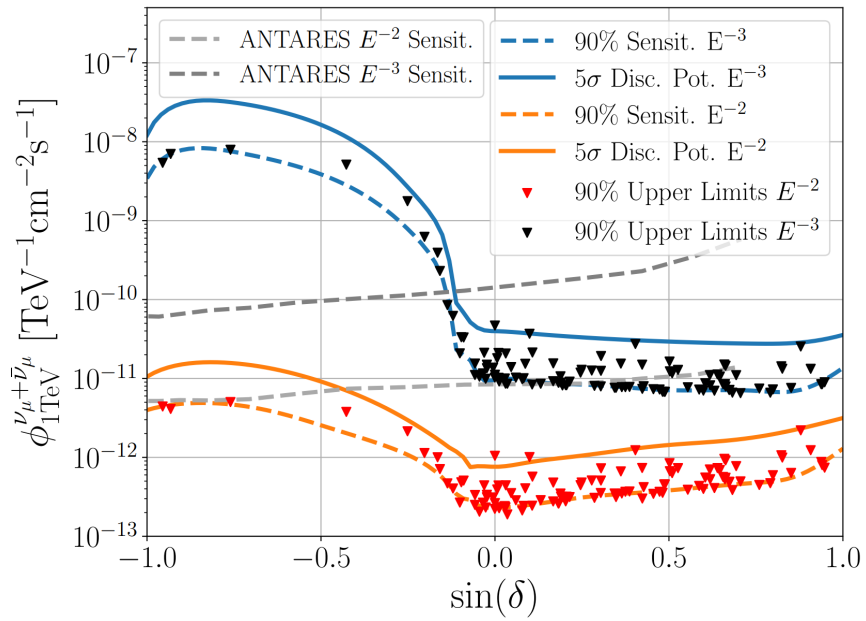 ANTARES E⁻² Sensit.
ANTARES E⁻³ Sensit.
90% Sensit. E⁻³
5σ Disc. Pot. E⁻³
90% Sensit. E⁻²
5σ Disc. Pot. E⁻²
90% Upper Limits E⁻²
90% Upper Limits E⁻³
10⁻⁷
10⁻⁸
10⁻⁹
10⁻¹⁰
10⁻¹¹
10⁻¹²
10⁻¹³
ϕ_{1TeV}^{ν_μ+ν̄_μ} [TeV⁻¹cm⁻²s⁻¹]
−1.0 −0.5 0.0 0.5 1.0
sin(δ)